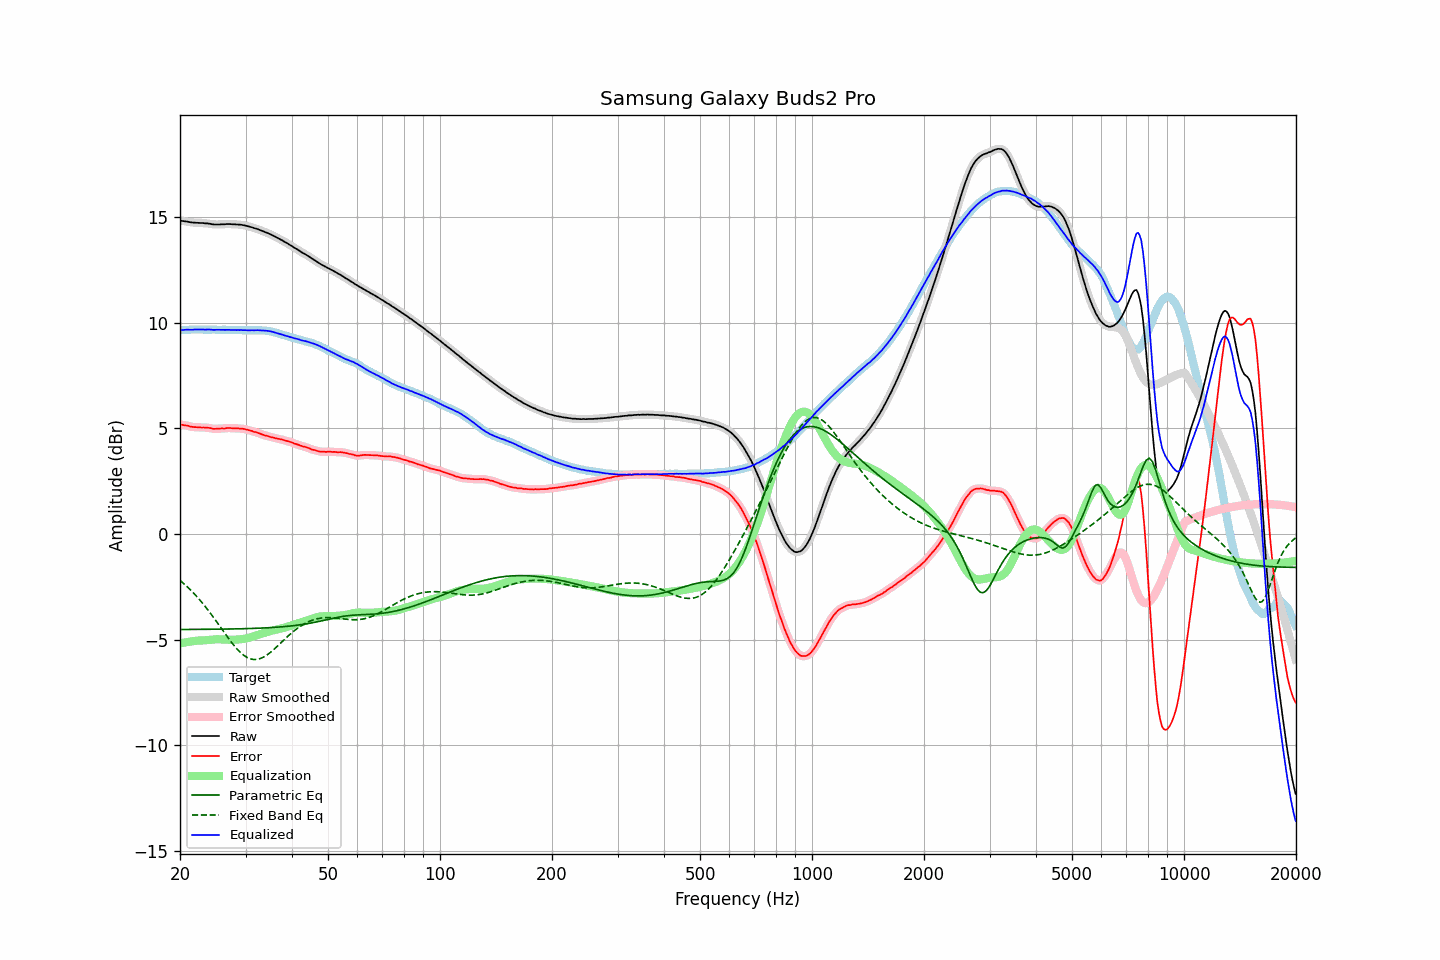 Samsung Galaxy Buds2 Pro
Amplitude (dBr)
15
10
5
0
−5
−10
−15
Target
Raw Smoothed
Error Smoothed
Raw
Error
Equalization
Parametric Eq
Fixed Band Eq
Equalized
20 50 100 200 500 1000 2000 5000 10000 20000
Frequency (Hz)